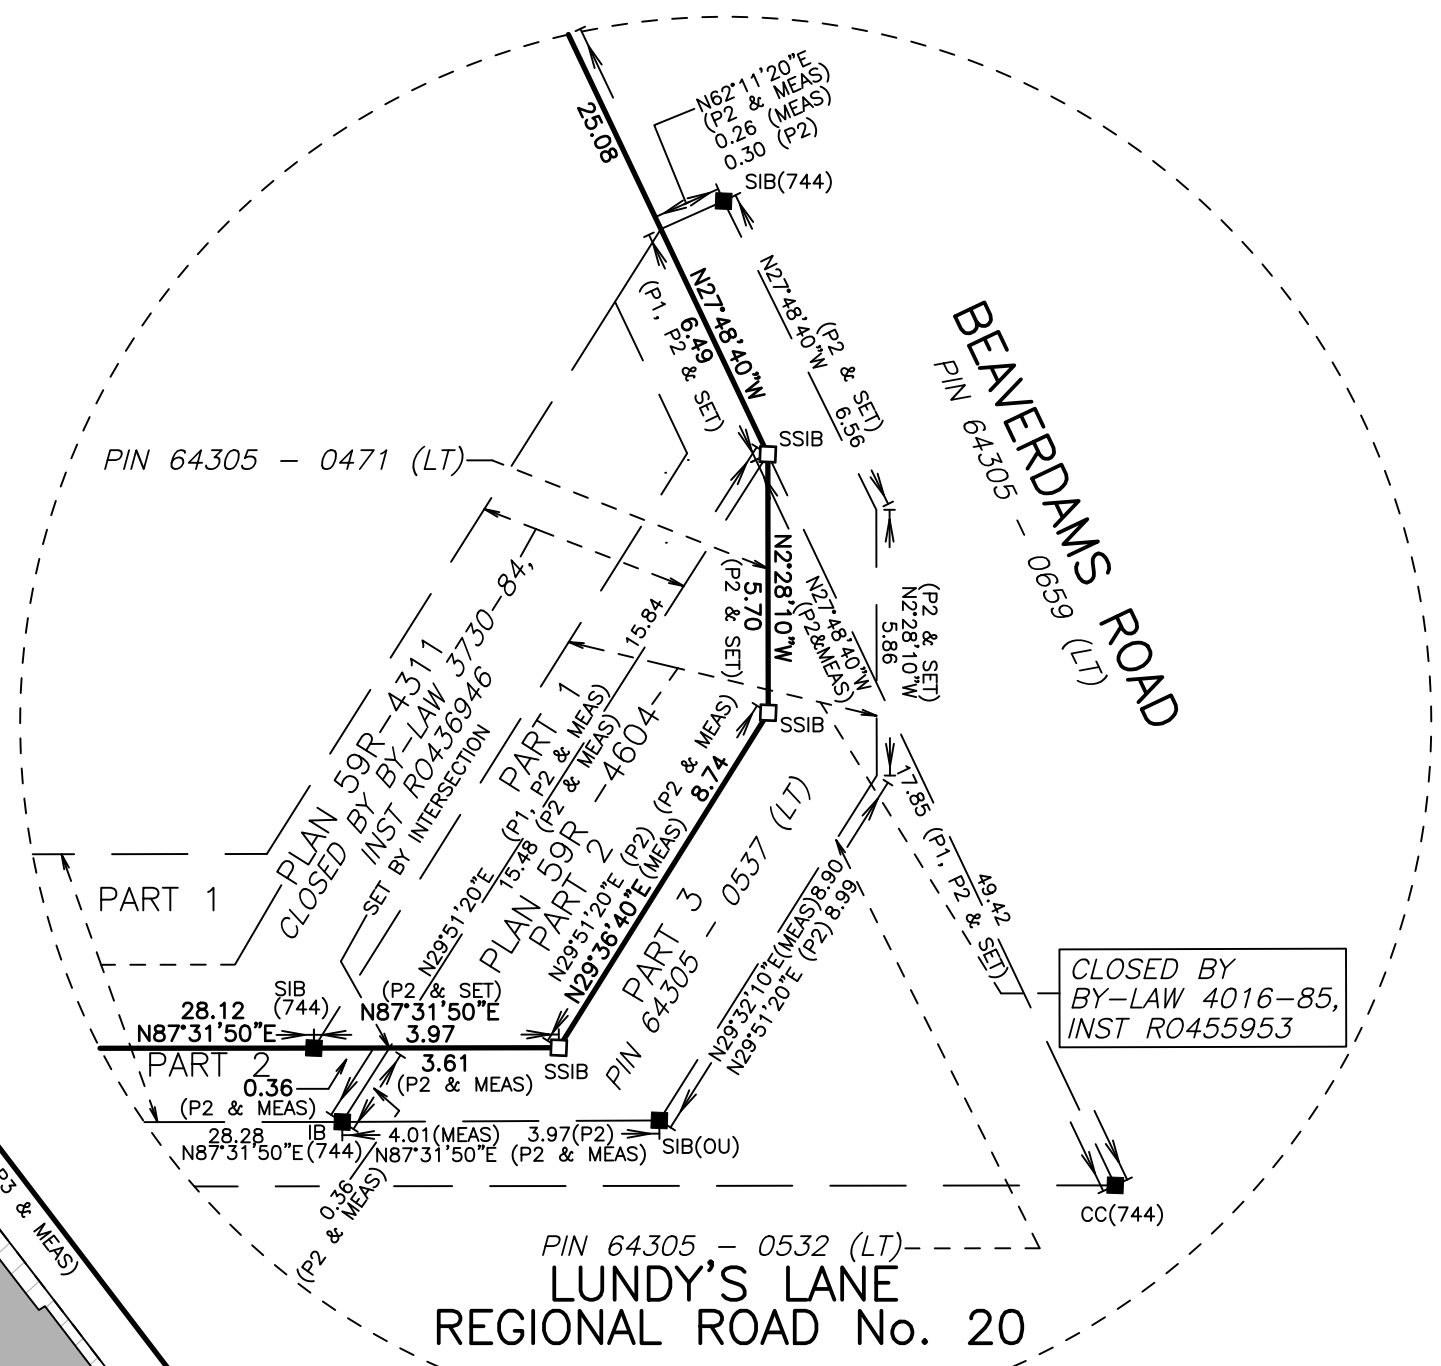 N62°11'20"E
(P2 & MEAS)
0.26 (MEAS)
0.30 (P2)
SIB(744)
25.08
N27°48'40"W
6.49
(P1, P2 & SET)
N27°48'40"W
(P2 & SET)
6.56
SSIB
BEAVERDAMS ROAD
PIN 64305 - 0659 (LT)
PIN 64305 - 0471 (LT)
N2°28'10"W
5.70
(P2 & SET)
N27°48'40"W
(P2&MEAS)
(P2 & SET)
N2°28'10"W
5.86
SSIB
15.84
N29°51'20"E
(P1, P2 & MEAS)
15.48 (P2 & MEAS)
PLAN 59R-4311
CLOSED BY BY-LAW 3730-84,
INST RO436946
SET BY INTERSECTION
PART 1
PLAN 59R -4604-
PART 2
(P2 & MEAS)
8.74
N29°51'20"E (P2)
N29°36'40"E (MEAS)
PART 3
PIN 64305 - 0537 (LT)
N29°32'10"E(MEAS)8.90
N29°51'20"E (P2) 8.99
17.85 (P1, P2 & SET)
49.42
CLOSED BY
BY-LAW 4016-85,
INST RO455953
PART 1
28.12
N87°31'50"E
SIB
(744)
(P2 & SET)
N87°31'50"E
3.97
PART 2
3.61
(P2 & MEAS)
SSIB
0.36
(P2 & MEAS)
28.28
N87°31'50"E
IB
(744)
4.01(MEAS)
3.97(P2)
N87°31'50"E (P2 & MEAS)
SIB(OU)
0.36
(P2 & MEAS)
CC(744)
P3 & MEAS)
PIN 64305 - 0532 (LT)
LUNDY'S LANE
REGIONAL ROAD No. 20